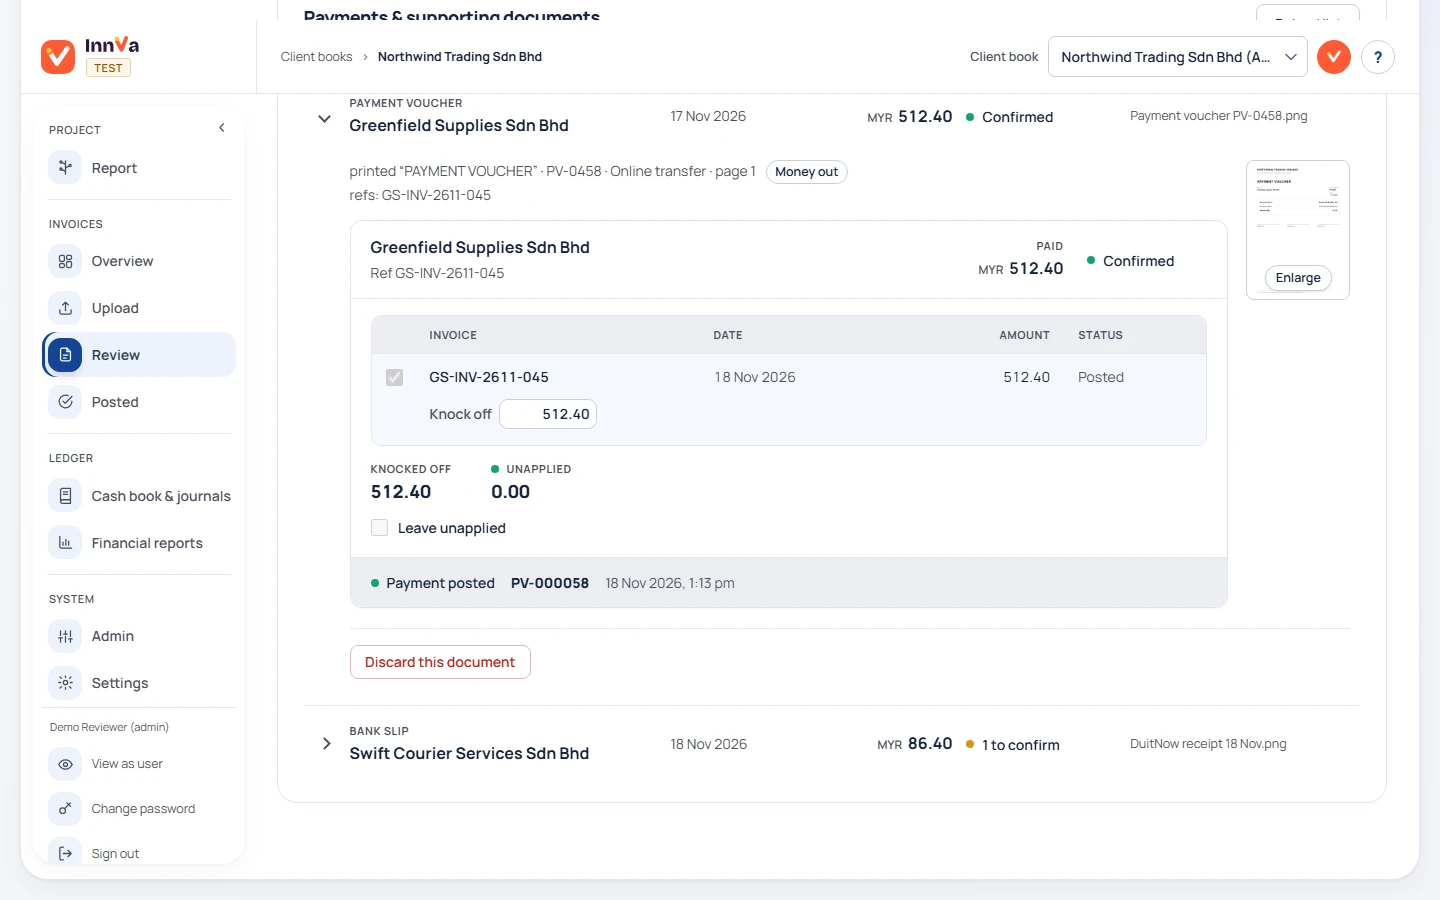 Payments & supporting documents
InnVa
TEST
Client books › Northwind Trading Sdn Bhd
Client book
Northwind Trading Sdn Bhd (A...
?
PROJECT
Report
INVOICES
Overview
Upload
Review
Posted
LEDGER
Cash book & journals
Financial reports
SYSTEM
Admin
Settings
Demo Reviewer (admin)
View as user
Change password
Sign out
PAYMENT VOUCHER
Greenfield Supplies Sdn Bhd
17 Nov 2026
MYR 512.40
Confirmed
Payment voucher PV-0458.png
printed “PAYMENT VOUCHER” · PV-0458 · Online transfer · page 1
Money out
refs: GS-INV-2611-045
PAYMENT VOUCHER
Enlarge
Greenfield Supplies Sdn Bhd
Ref GS-INV-2611-045
PAID
MYR 512.40
Confirmed
INVOICE DATE AMOUNT STATUS
GS-INV-2611-045 18 Nov 2026 512.40 Posted
Knock off 512.40
KNOCKED OFF
512.40
UNAPPLIED
0.00
Leave unapplied
Payment posted PV-000058 18 Nov 2026, 1:13 pm
Discard this document
BANK SLIP
Swift Courier Services Sdn Bhd
18 Nov 2026
MYR 86.40
1 to confirm
DuitNow receipt 18 Nov.png